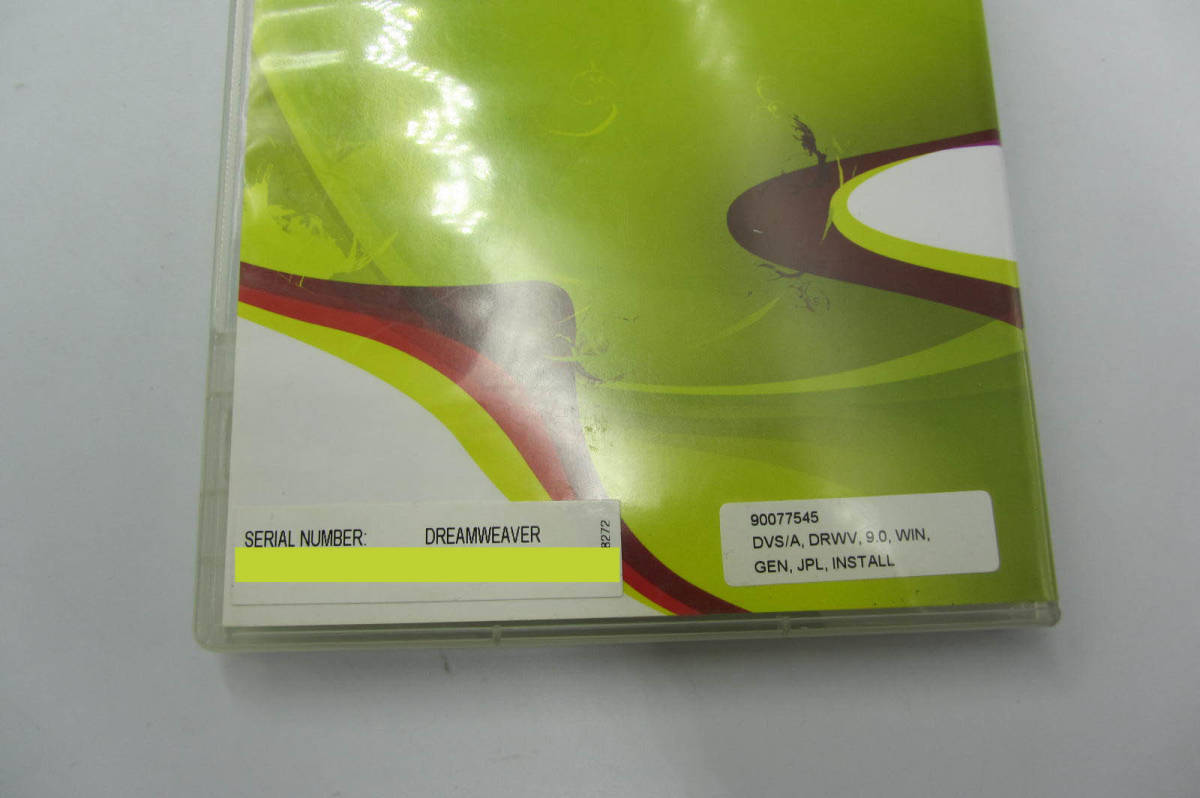 SERIAL NUMBER: DREAMWEAVER
8272
90077545
DVS/A, DRWV, 9.0, WIN,
GEN, JPL, INSTALL